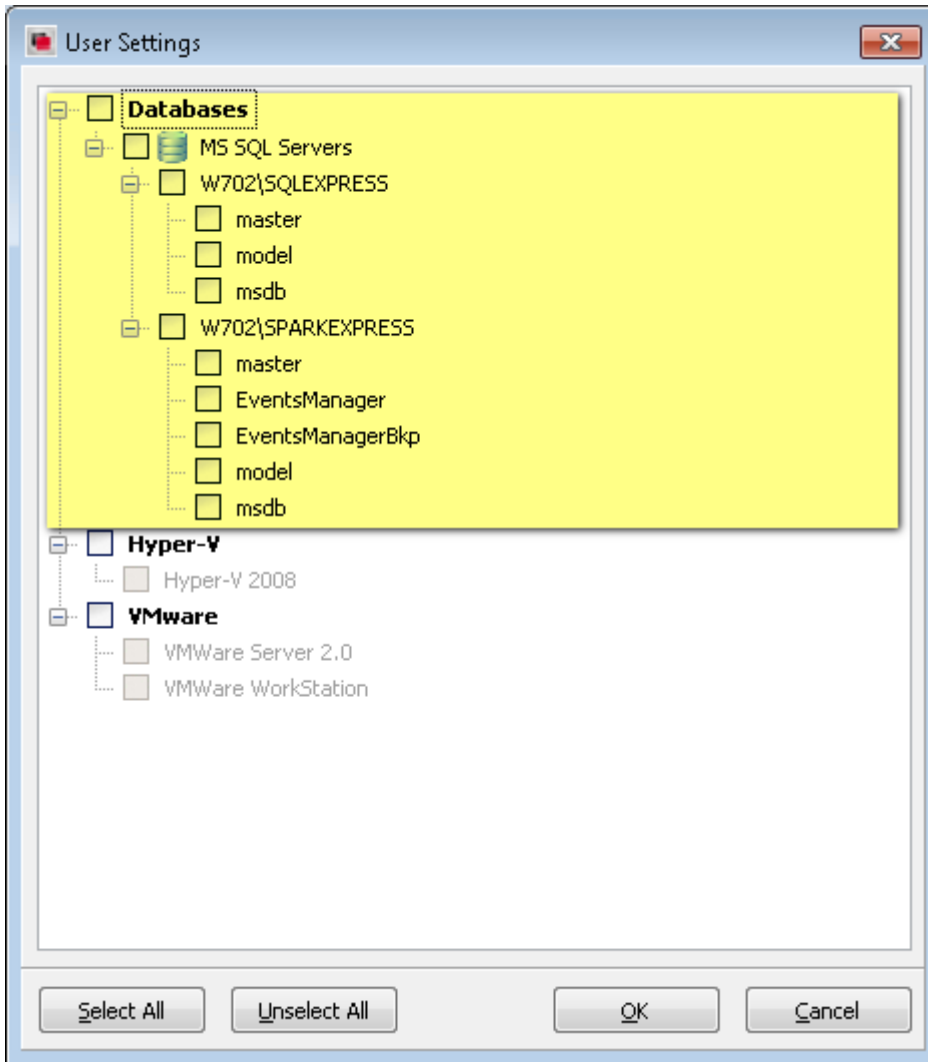 User Settings
Databases
MS SQL Servers
W702\SQLEXPRESS
master
model
msdb
W702\SPARKEXPRESS
master
EventsManager
EventsManagerBkp
model
msdb
Hyper-V
Hyper-V 2008
VMware
VMWare Server 2.0
VMWare WorkStation
Select All
Unselect All
OK
Cancel